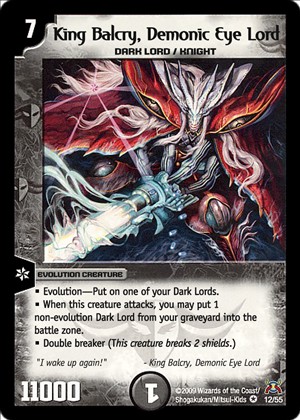 7
King Balcry, Demonic Eye Lord
DARK LORD / KNIGHT
EVOLUTION CREATURE
▪ Evolution—Put on one of your Dark Lords.
▪ When this creature attacks, you may put 1
non-evolution Dark Lord from your graveyard into the
battle zone.
▪ Double breaker (This creature breaks 2 shields.)
"I wake up again!" - King Balcry, Demonic Eye Lord
11000
1
©2009 Wizards of the Coast/
Shogakukan/Mitsui-Kids
12/55